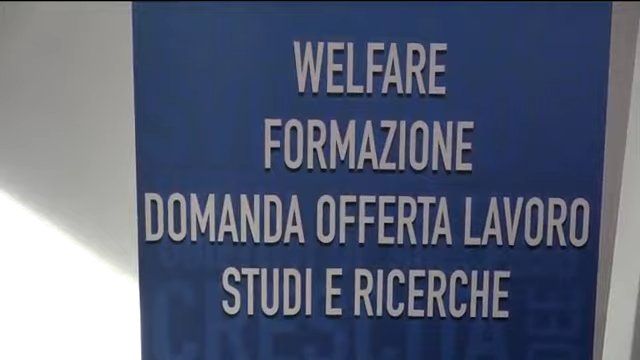 WELFARE
FORMAZIONE
DOMANDA OFFERTA LAVORO
STUDI E RICERCHE